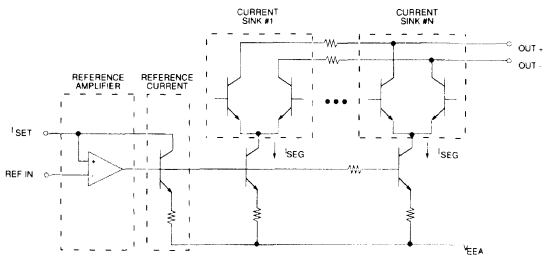 CURRENT
SINK #1
CURRENT
SINK #N
OUT +
OUT -
REFERENCE
AMPLIFIER
REFERENCE
CURRENT
ISET
REF IN
+
-
ISEG
ISEG
VEEA